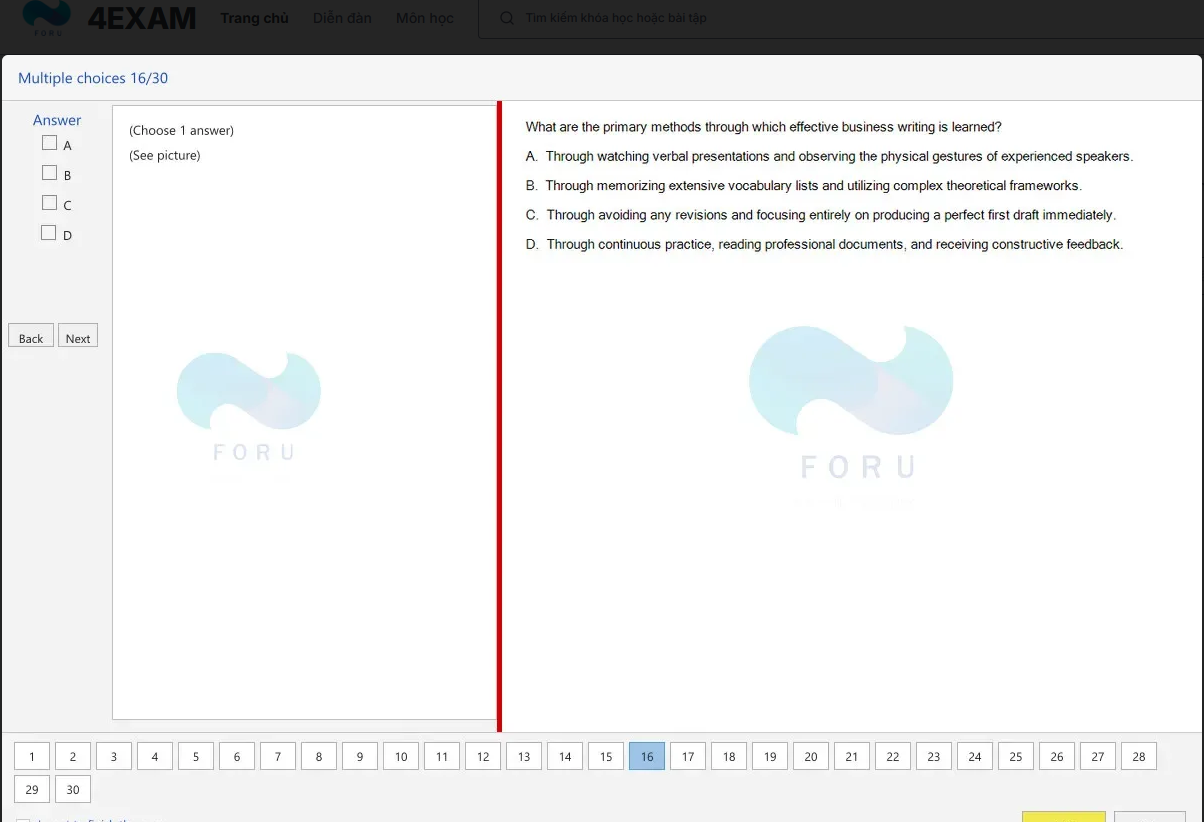 FORU
4EXAM Trang chủ Diễn đàn Môn học Tìm kiếm khóa học hoặc bài tập
Multiple choices 16/30
Answer
A
B
C
D
Back Next
(Choose 1 answer)
(See picture)
What are the primary methods through which effective business writing is learned?
A. Through watching verbal presentations and observing the physical gestures of experienced speakers.
B. Through memorizing extensive vocabulary lists and utilizing complex theoretical frameworks.
C. Through avoiding any revisions and focusing entirely on producing a perfect first draft immediately.
D. Through continuous practice, reading professional documents, and receiving constructive feedback.
FORU
FORU
1 2 3 4 5 6 7 8 9 10 11 12 13 14 15 16 17 18 19 20 21 22 23 24 25 26 27 28
29 30